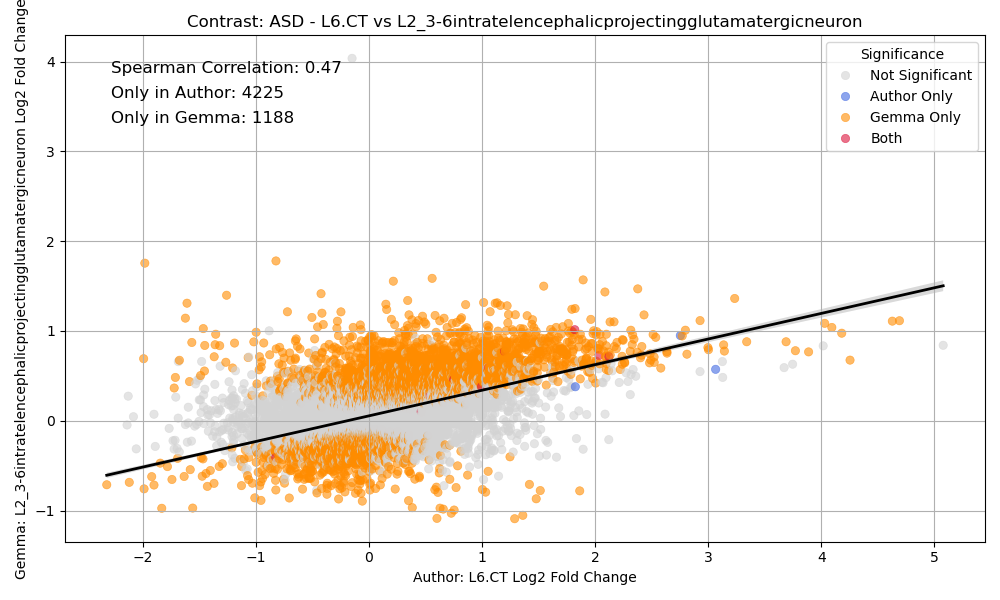 Contrast: ASD - L6.CT vs L2_3-6intratelencephalicprojectingglutamatergicneuron
Spearman Correlation: 0.47
Only in Author: 4225
Only in Gemma: 1188
Significance
Not Significant
Author Only
Gemma Only
Both
Gemma: L2_3-6intratelencephalicprojectingglutamatergicneuron Log2 Fold Change
4
3
2
1
0
−1
−2
−1
0
1
2
3
4
5
Author: L6.CT Log2 Fold Change